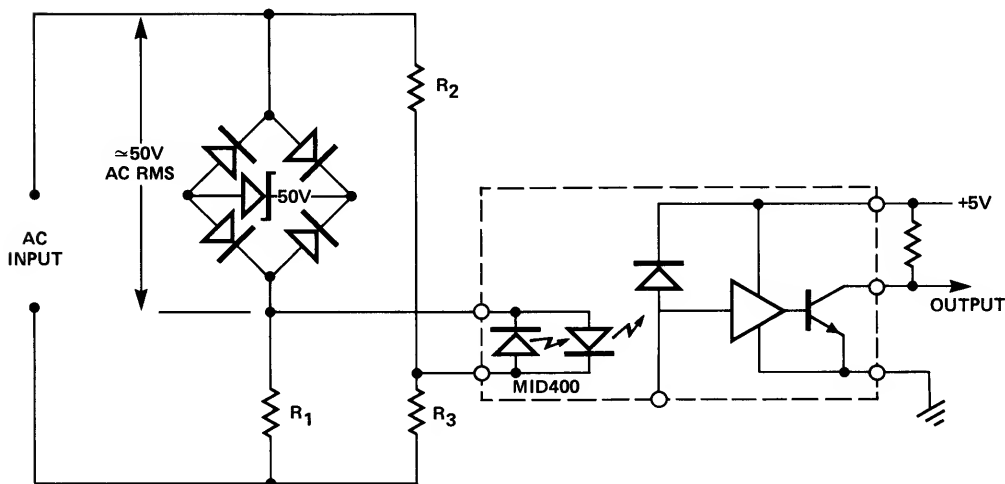 R2
≃50V
AC RMS
50V
+5V
AC
INPUT
OUTPUT
MID400
R1
R3